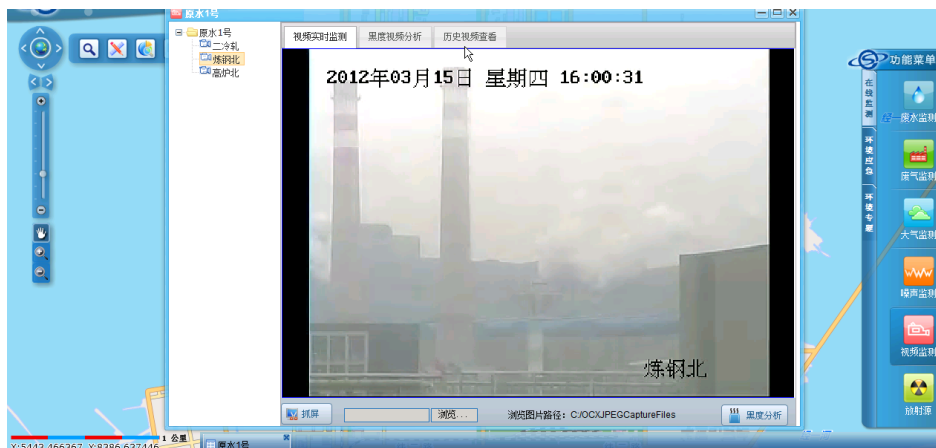 原水1号
原水1号
二冷轧
炼钢北
高炉北
视频实时监测
黑度视频分析
历史视频查看
2012年03月15日 星期四 16:00:31
炼钢北
抓屏
浏览...
浏览图片路径: C:/OCXJPEGCaptureFiles
黑度分析
功能菜单
在线监测
环境应急
环境专题
废水监测
废气监测
大气监测
噪声监测
视频监测
放射源
1 公里
X:5443.466367, Y:8386.637446
原水1号